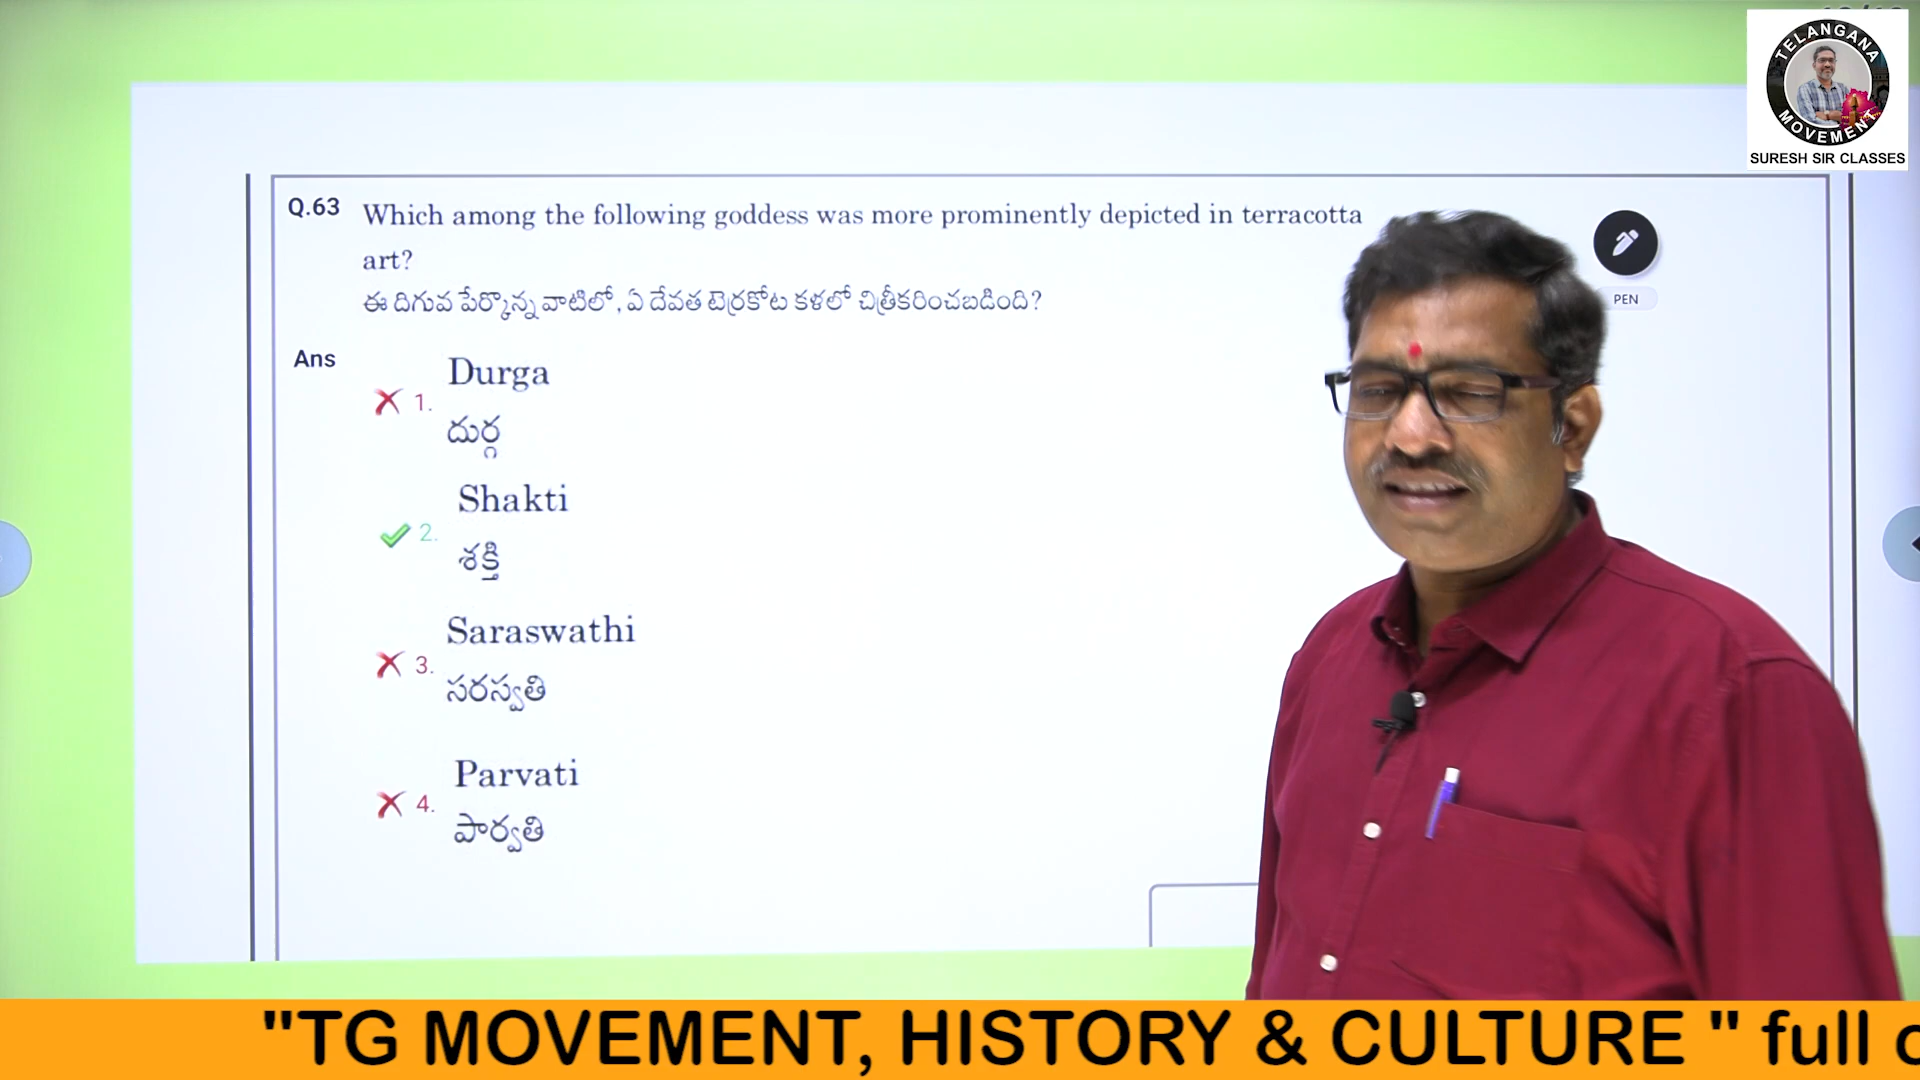 TELANGANA
MOVEMENT
SURESH SIR CLASSES
Q.63 Which among the following goddess was more prominently depicted in terracotta
art?
ఈ దిగువ పేర్కొన్న వాటిలో, ఏ దేవత టెర్రకోట కళలో చిత్రీకరించబడింది?
PEN
Ans
Durga
1.
దుర్గ
Shakti
2.
శక్తి
Saraswathi
3.
సరస్వతి
Parvati
4.
పార్వతి
"TG MOVEMENT, HISTORY & CULTURE " full